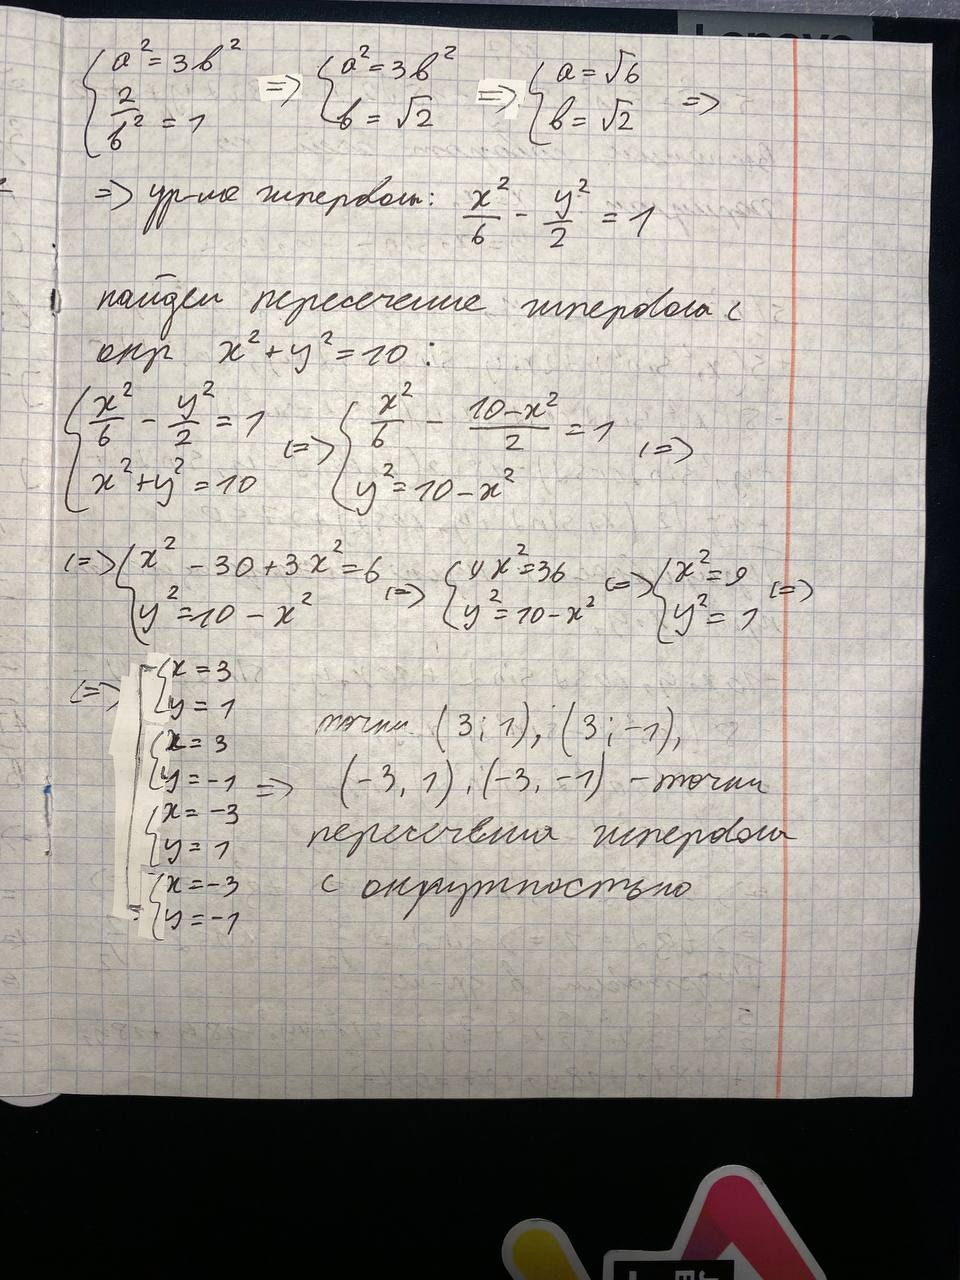 Lenovo
{a² = 3b² {a² = 3b² {a = √6
{2/b² = 1 => {b = √2 => {b = √2 =>
=> ур-ие гиперболы: x²/6 - y²/2 = 1
найдем пересечение гиперболы с
окр x² + y² = 10 :
{x²/6 - y²/2 = 1 {x²/6 - (10-x²)/2 = 1
{x² + y² = 10 (=>) {y² = 10 - x² (=>)
(=>) {x² - 30 + 3x² = 6 {4x² = 36 {x² = 9
{y² = 10 - x² (=>) {y² = 10 - x² (=>) {y² = 1 (=>)
(=>) [{x = 3
{y = 1
{x = 3
{y = -1
{x = -3
{y = 1
{x = -3
{y = -1
=> точки (3; 1), (3; -1),
(-3, 1), (-3, -1) - точки
пересечения гиперболы
с окружностью